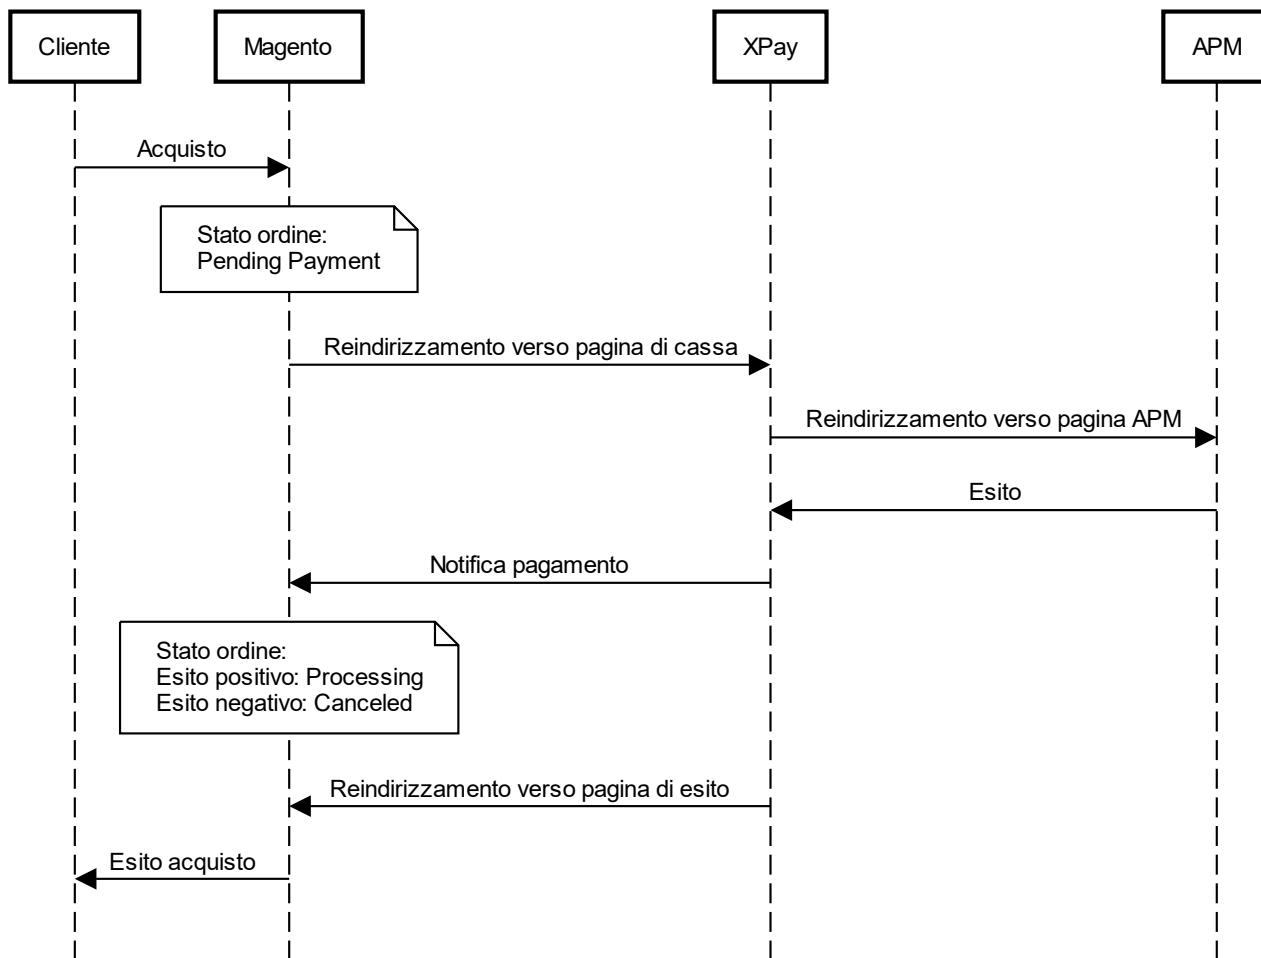 Cliente
Magento
XPay
APM
Acquisto
Stato ordine:
Pending Payment
Reindirizzamento verso pagina di cassa
Reindirizzamento verso pagina APM
Esito
Notifica pagamento
Stato ordine:
Esito positivo: Processing
Esito negativo: Canceled
Reindirizzamento verso pagina di esito
Esito acquisto